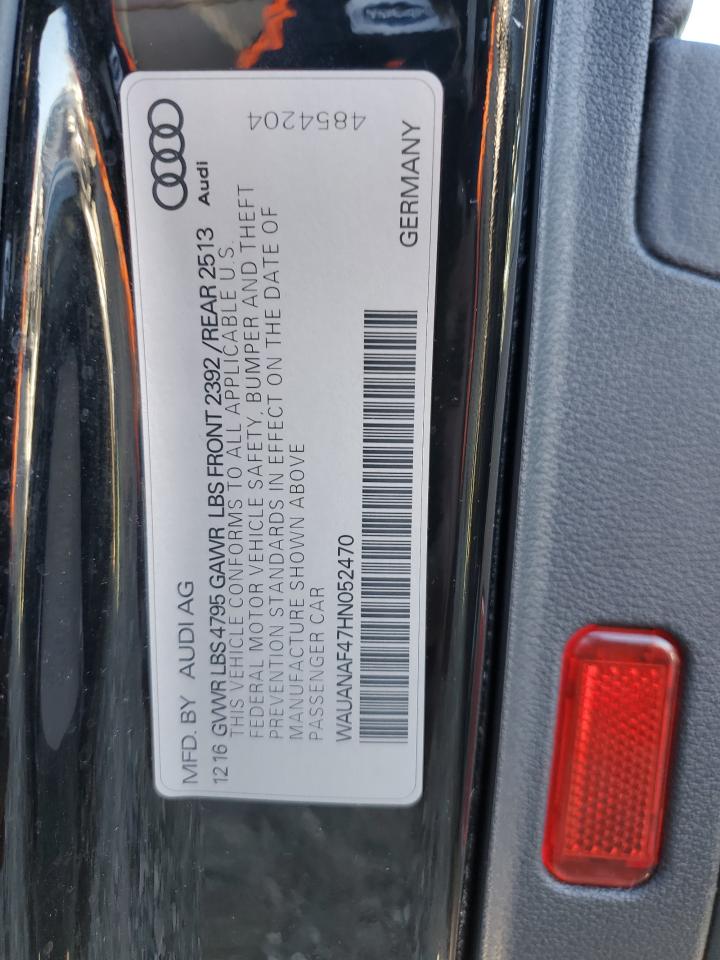 MFD. BY AUDI AG
Audi
12 16 GVWR LBS 4795 GAWR LBS FRONT 2392 / REAR 2513
THIS VEHICLE CONFORMS TO ALL APPLICABLE U.S.
FEDERAL MOTOR VEHICLE SAFETY, BUMPER AND THEFT
PREVENTION STANDARDS IN EFFECT ON THE DATE OF
MANUFACTURE SHOWN ABOVE
PASSENGER CAR
4854204
WAUANAF47HN052470
GERMANY